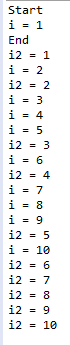 Start
i = 1
End
i2 = 1
i = 2
i2 = 2
i = 3
i = 4
i = 5
i2 = 3
i = 6
i2 = 4
i = 7
i = 8
i = 9
i2 = 5
i = 10
i2 = 6
i2 = 7
i2 = 8
i2 = 9
i2 = 10